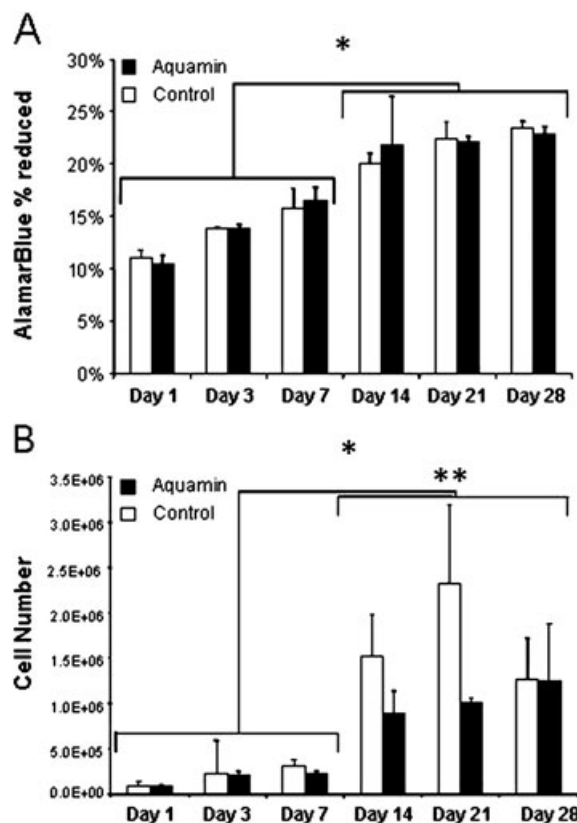 A
*
30%
Aquamin
Control
25%
20%
15%
10%
5%
0%
AlamarBlue % reduced
Day 1 Day 3 Day 7 Day 14 Day 21 Day 28
B
*
**
3.5E+06
Aquamin
Control
3.0E+06
2.5E+06
2.0E+06
1.5E+06
1.0E+06
5.0E+05
0.0E+00
Cell Number
Day 1 Day 3 Day 7 Day 14 Day 21 Day 28